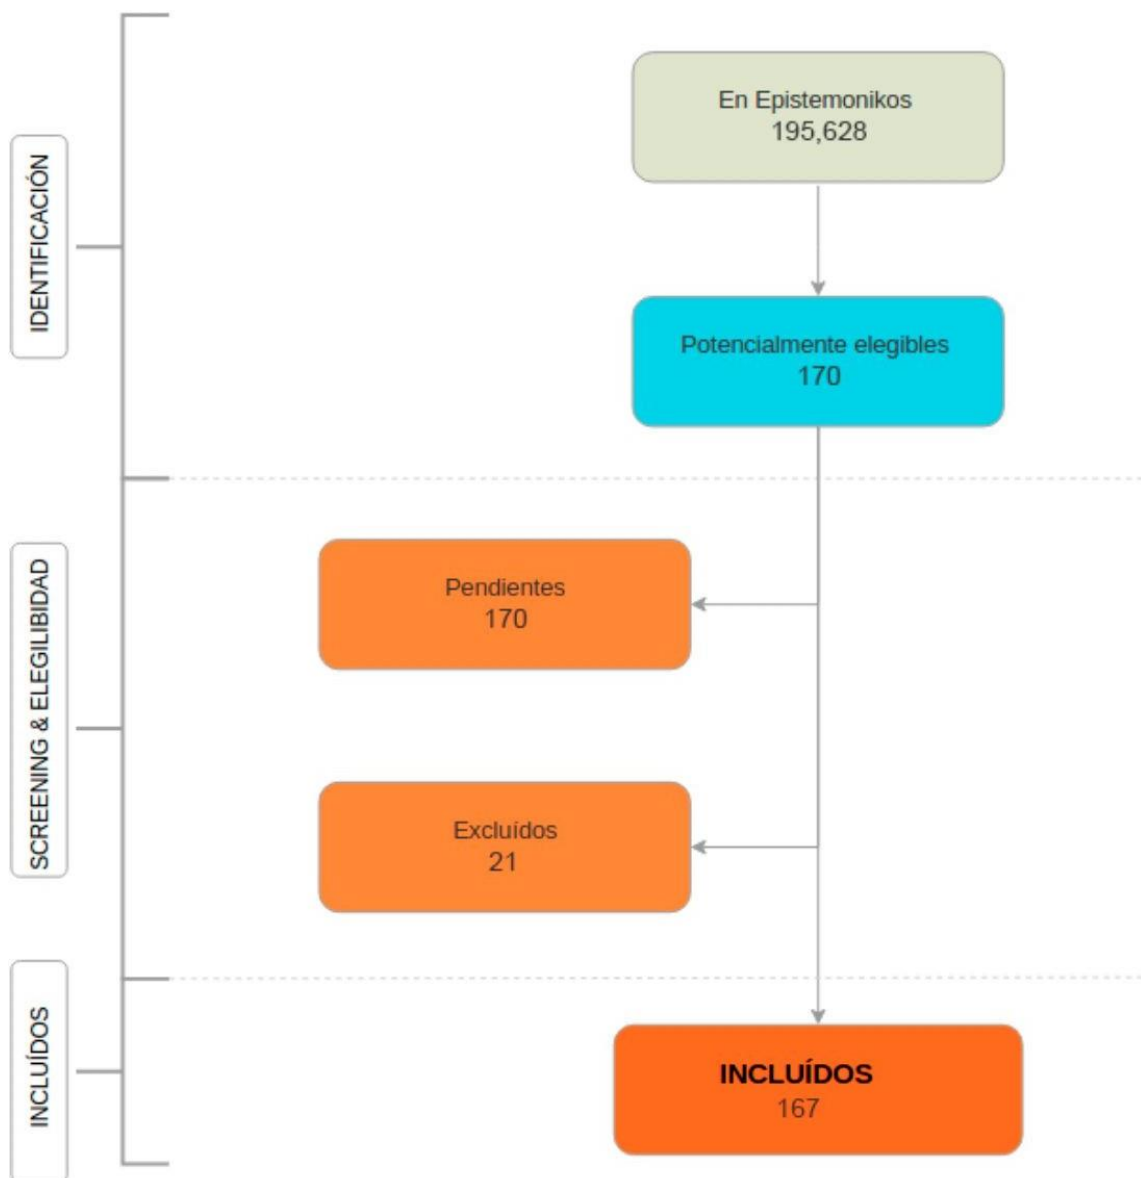 IDENTIFICACIÓN
En Epistemonikos
195,628
Potencialmente elegibles
170
SCREENING & ELEGILIBIDAD
Pendientes
170
Excluídos
21
INCLUÍDOS
INCLUÍDOS
167